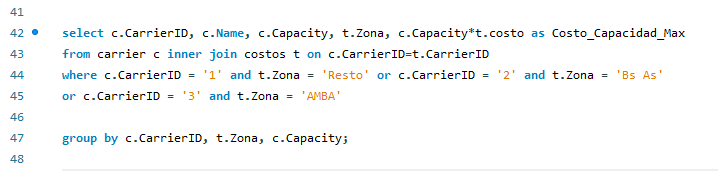 41
42 select c.CarrierID, c.Name, c.Capacity, t.Zona, c.Capacity*t.costo as Costo_Capacidad_Max
43 from carrier c inner join costos t on c.CarrierID=t.CarrierID
44 where c.CarrierID = '1' and t.Zona = 'Resto' or c.CarrierID = '2' and t.Zona = 'Bs As'
45 or c.CarrierID = '3' and t.Zona = 'AMBA'
46
47 group by c.CarrierID, t.Zona, c.Capacity;
48